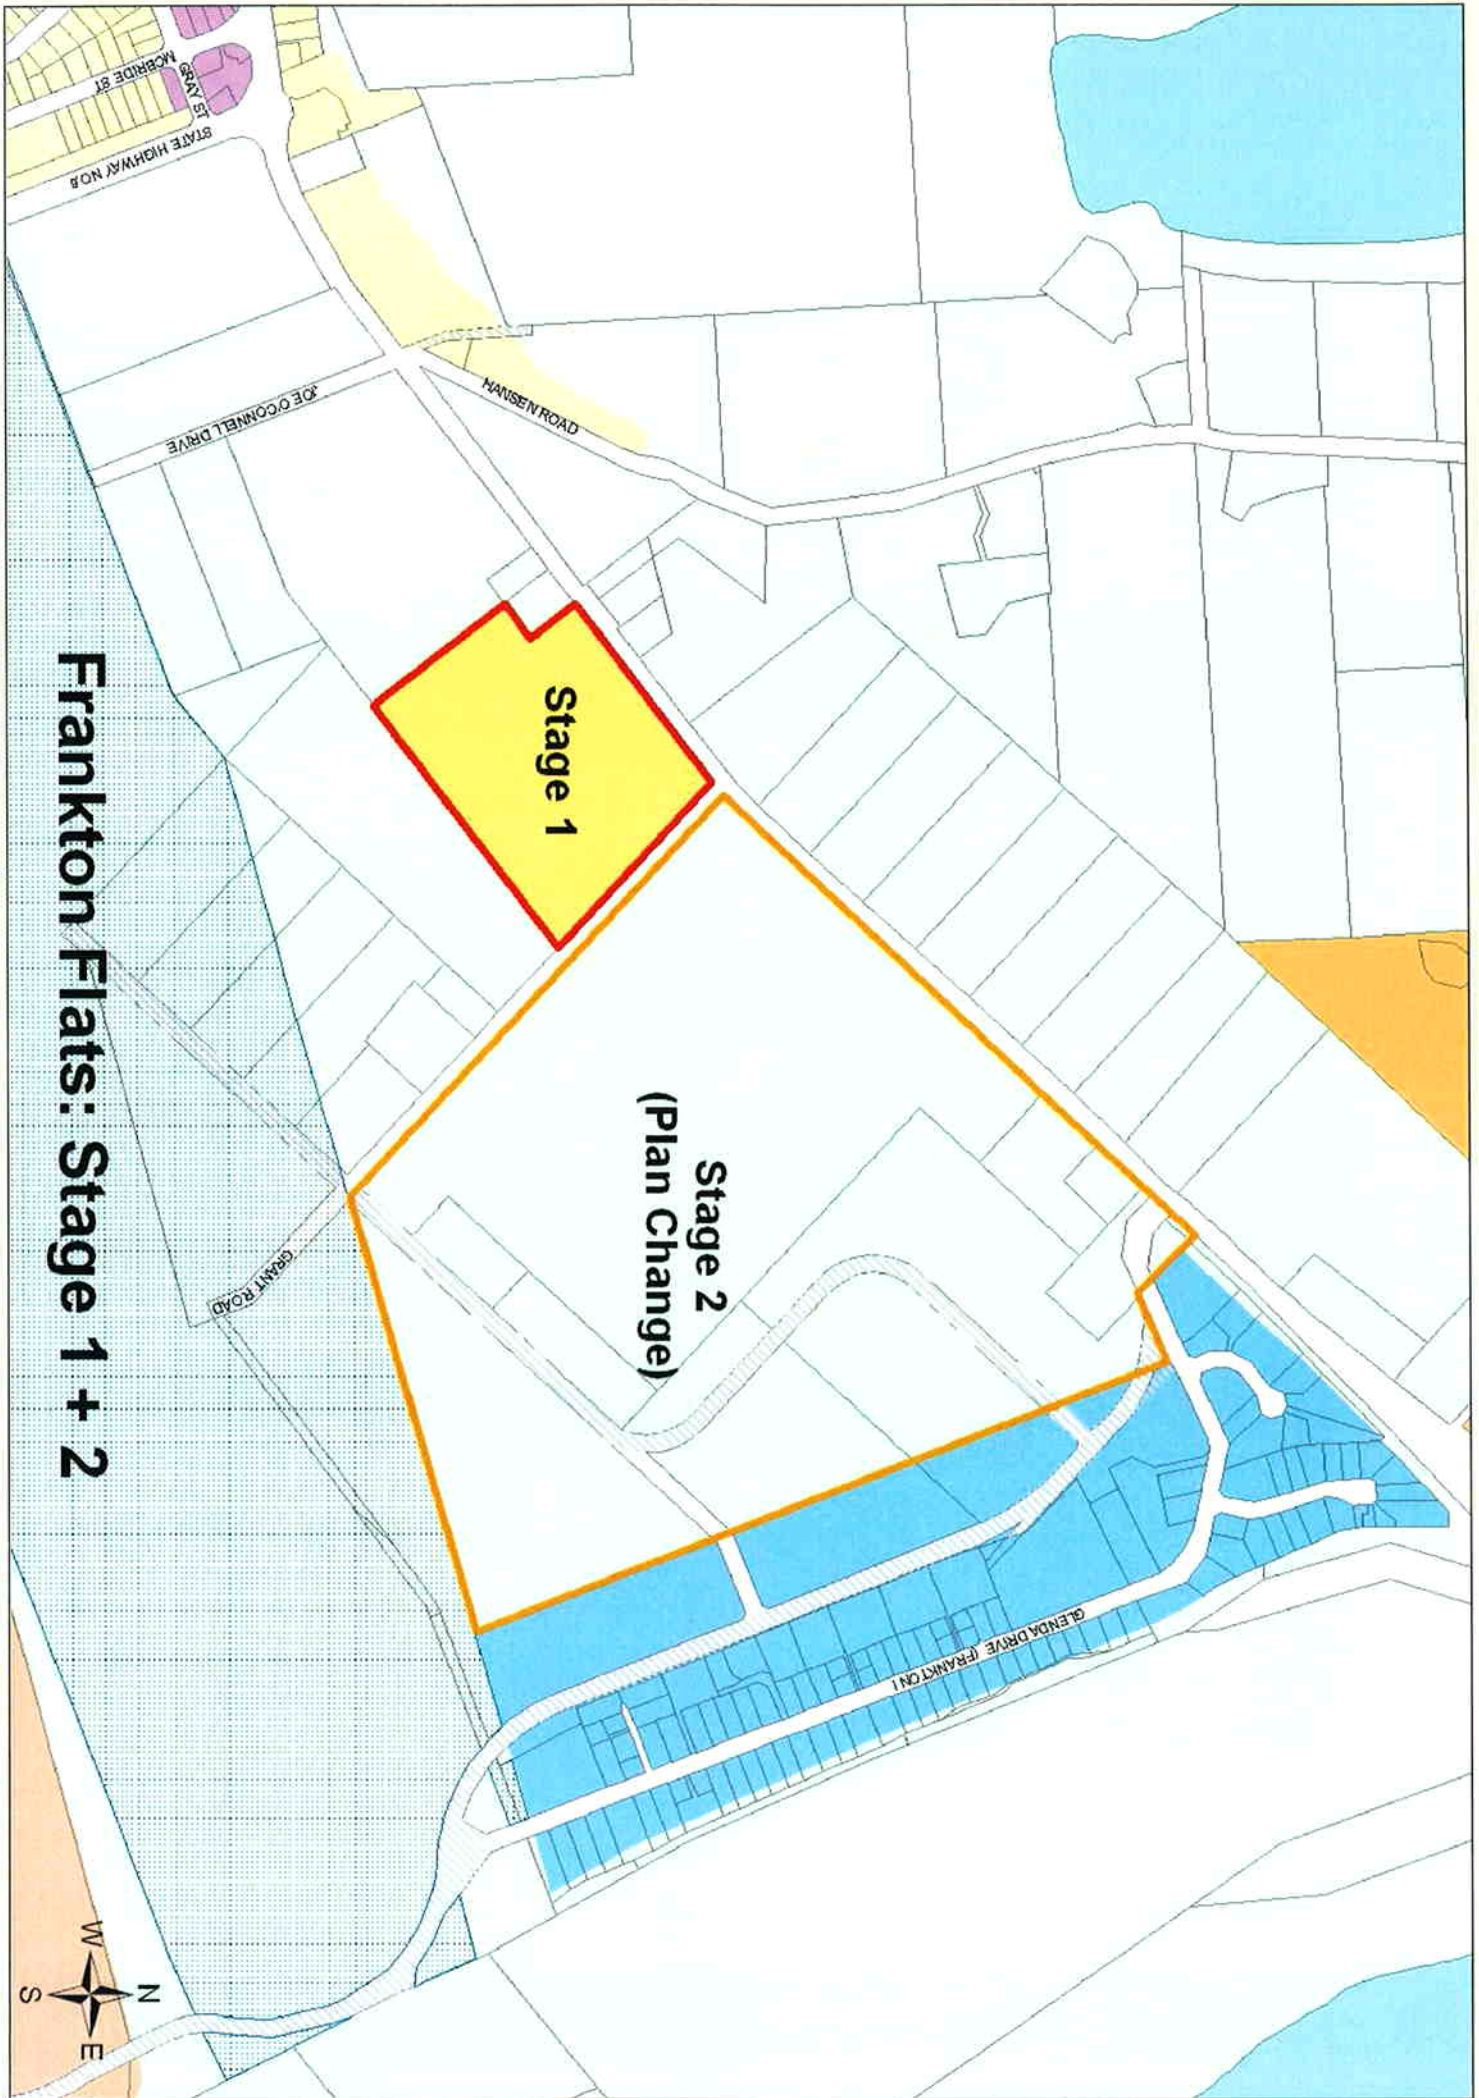 MCBRIDE ST
GRAY ST
STATE HIGHWAY NO.6
HANSEN ROAD
JOE O'CONNELL DRIVE
Stage 1
Stage 2
(Plan Change)
GRANT ROAD
GLENDA DRIVE (FRANKTON)
Frankton Flats: Stage 1 + 2
N
W
E
S